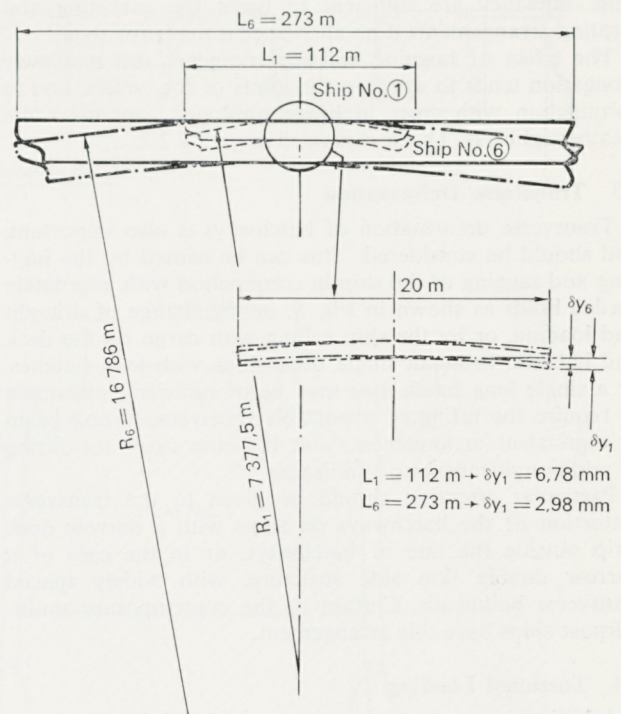 L₆ = 273 m
L₁ = 112 m
Ship No.①
Ship No.⑥
20 m
δy₆
R₆ = 16 786 m
R₁ = 7 377,5 m
δy₁
L₁ = 112 m → δy₁ = 6,78 mm
L₆ = 273 m → δy₁ = 2,98 mm